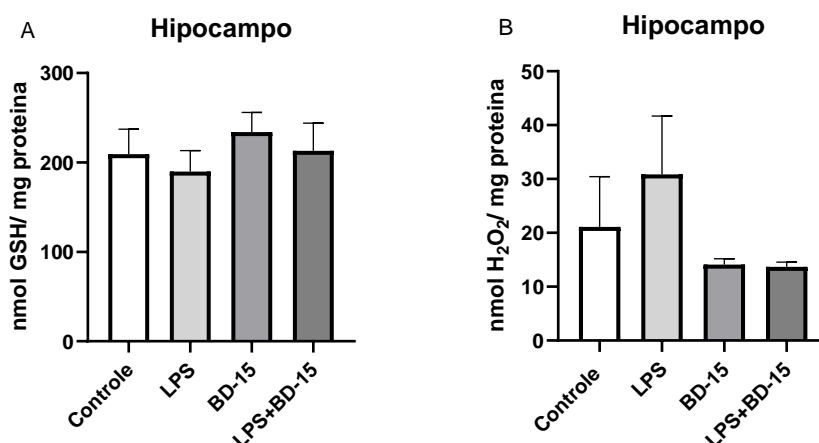 A
Hipocampo
nmol GSH/ mg proteina
300
200
100
0
Controle
LPS
BD-15
LPS+BD-15
B
Hipocampo
nmol H₂O₂/ mg proteina
50
40
30
20
10
0
Controle
LPS
BD-15
LPS+BD-15